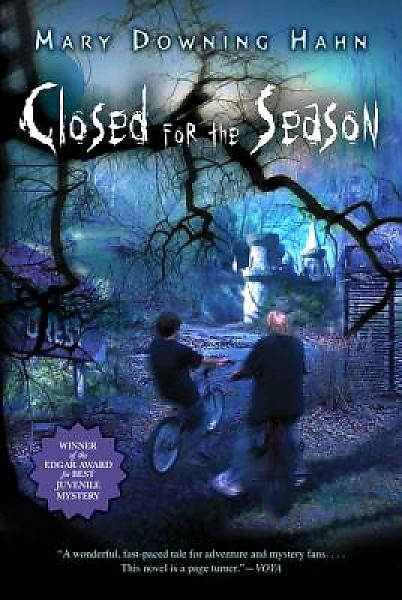 MARY DOWNING HAHN
Closed FOR the SEASON
WINNER
of the
EDGAR AWARD
for BEST
JUVENILE
MYSTERY
"A wonderful, fast-paced tale for adventure and mystery fans. . . .
This novel is a page turner."—VOYA